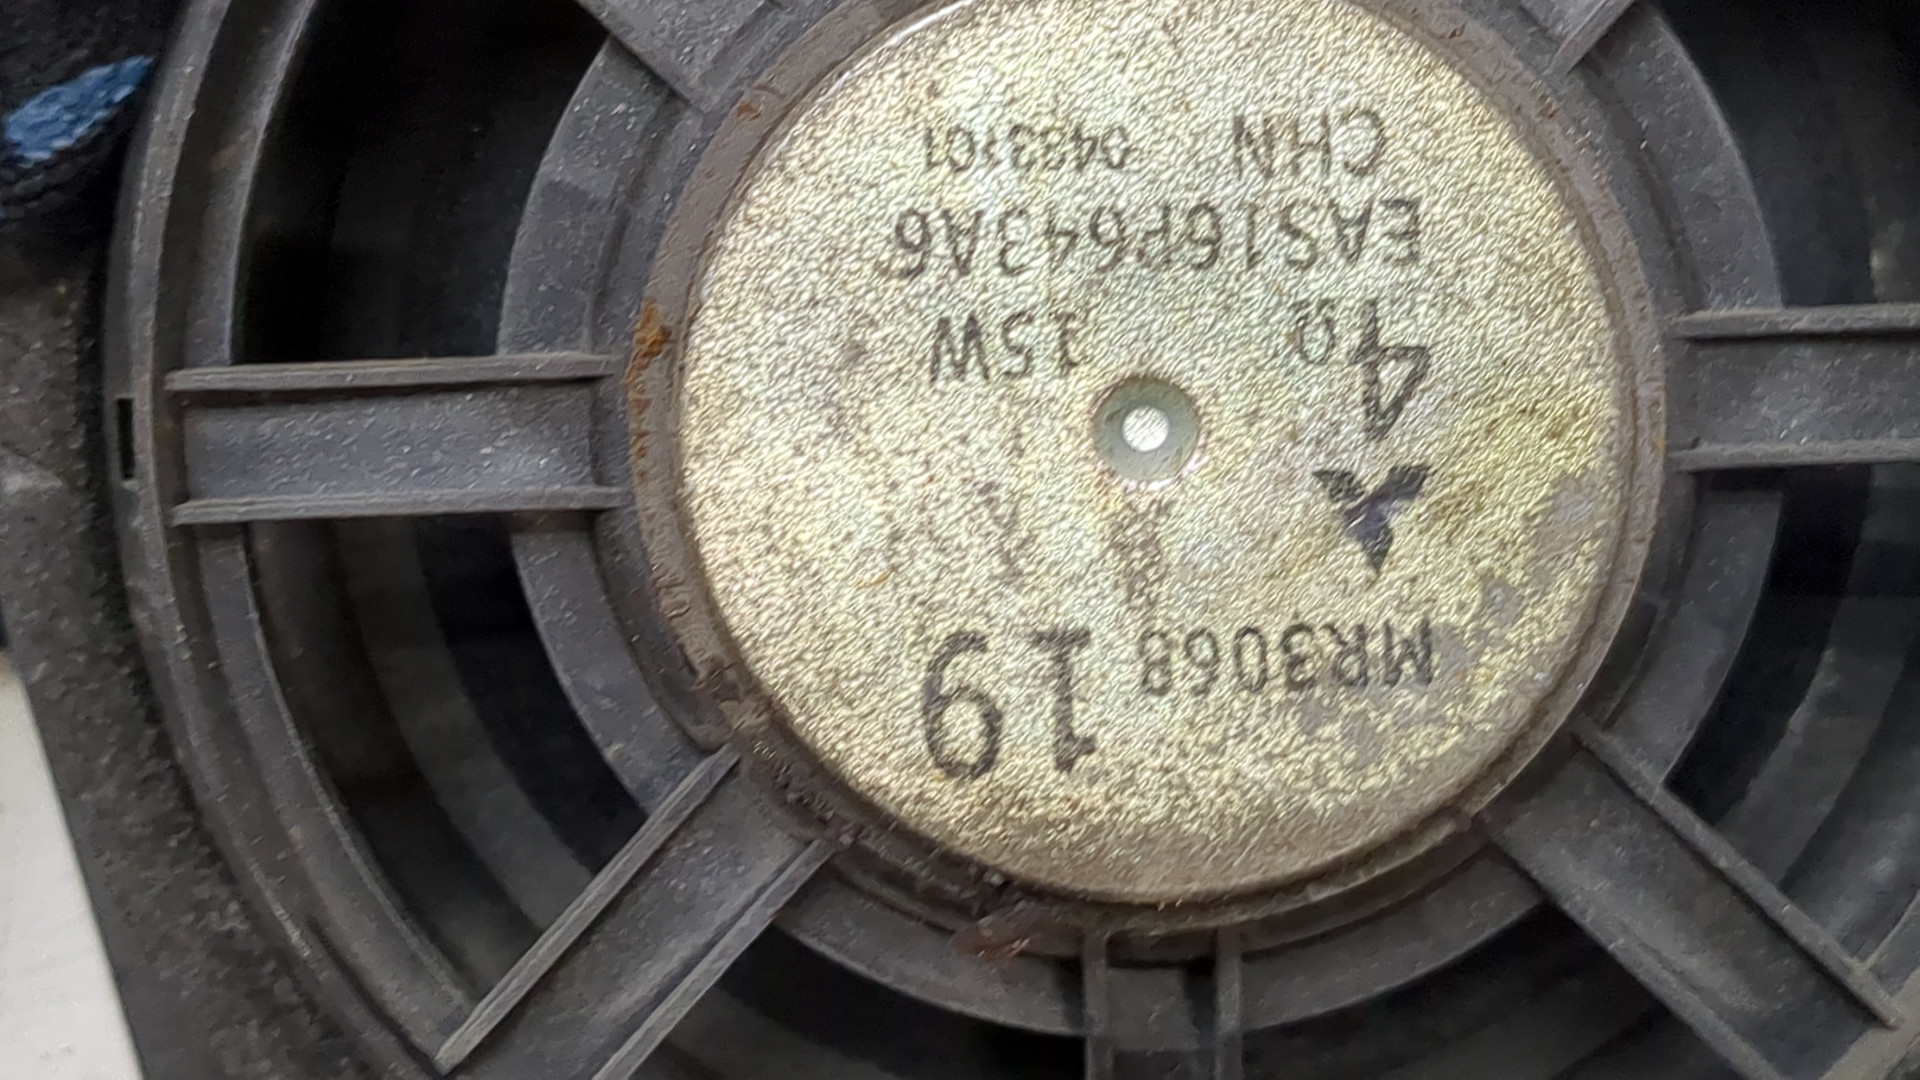 MR3068 19
4Ω 15W
EAS16P643A6
CHN